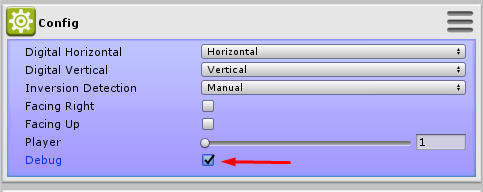 Config
Digital Horizontal Horizontal
Digital Vertical Vertical
Inversion Detection Manual
Facing Right
Facing Up
Player 1
Debug